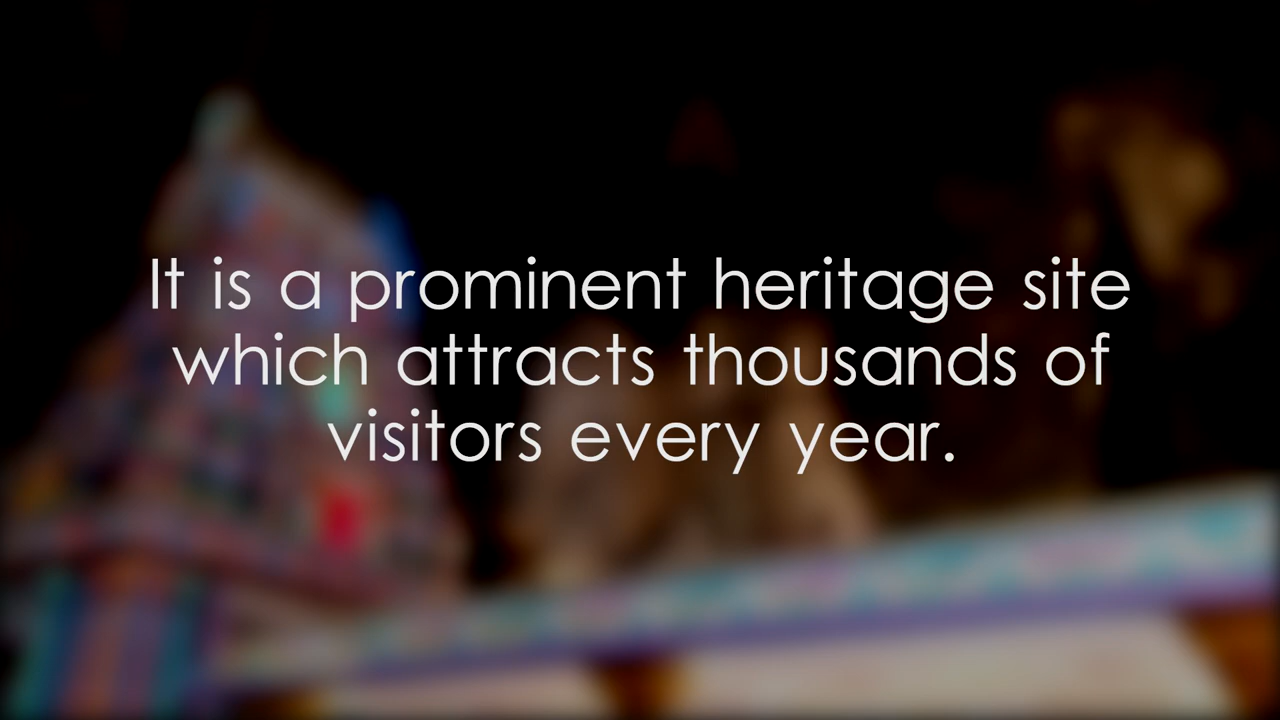 It is a prominent heritage site
which attracts thousands of
visitors every year.